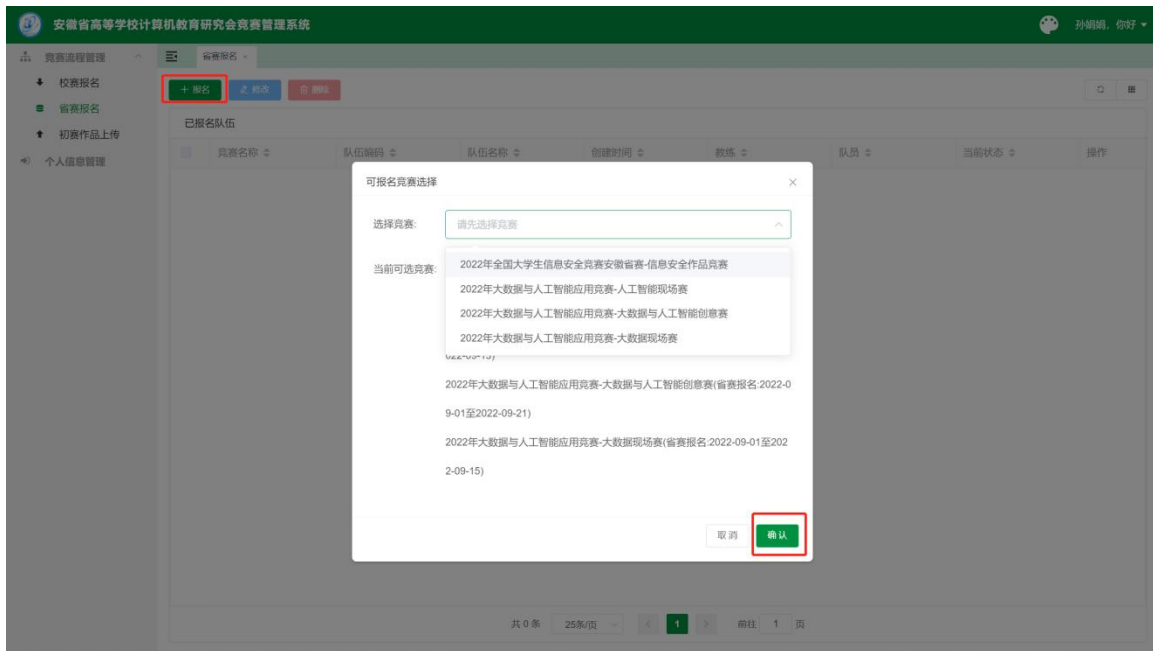 安徽省高等学校计算机教育研究会竞赛管理系统
孙娟娟，你好
竞赛流程管理
省赛报名
校赛报名
+ 报名
修改
删除
省赛报名
已报名队伍
初赛作品上传
竞赛名称
队伍编码
队伍名称
创建时间
教练
队员
当前状态
操作
个人信息管理
可报名竞赛选择
选择竞赛:
请先选择竞赛
当前可选竞赛:
2022年全国大学生信息安全竞赛安徽省赛-信息安全作品竞赛
2022年大数据与人工智能应用竞赛-人工智能现场赛
2022年大数据与人工智能应用竞赛-大数据与人工智能创意赛
2022年大数据与人工智能应用竞赛-大数据现场赛
022-09-15)
2022年大数据与人工智能应用竞赛-大数据与人工智能创意赛(省赛报名:2022-0
9-01至2022-09-21)
2022年大数据与人工智能应用竞赛-大数据现场赛(省赛报名:2022-09-01至202
2-09-15)
取消
确认
共 0 条
25条/页
1
前往 1 页